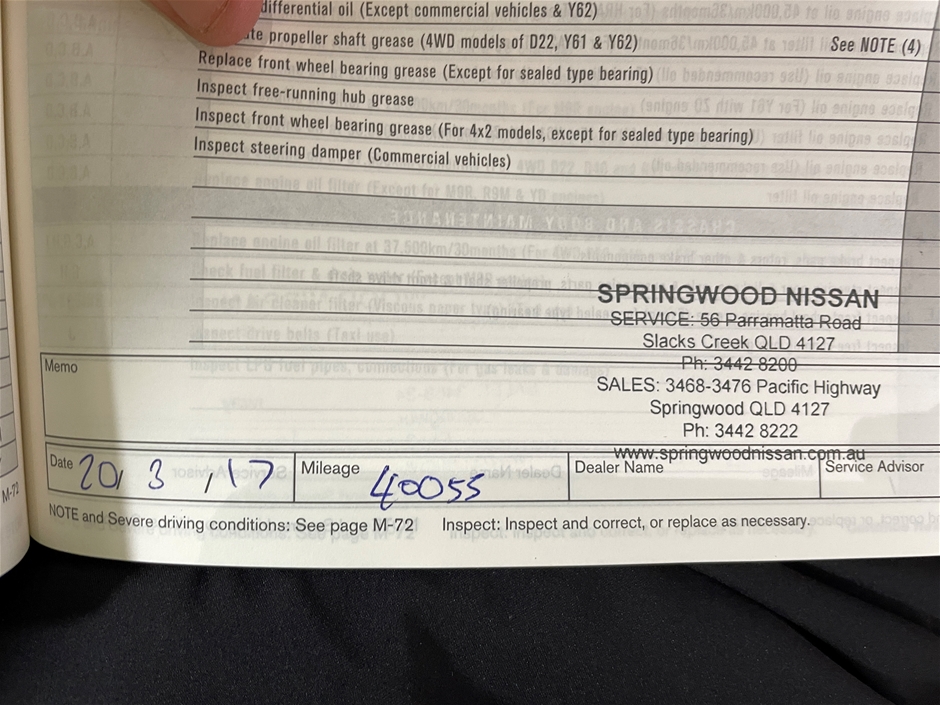 differential oil (Except commercial vehicles & Y62)
te propeller shaft grease (4WD models of D22, Y61 & Y62) See NOTE (4)
Replace front wheel bearing grease (Except for sealed type bearing)
Inspect free-running hub grease
Inspect front wheel bearing grease (For 4x2 models, except for sealed type bearing)
Inspect steering damper (Commercial vehicles)
SPRINGWOOD NISSAN
SERVICE: 56 Parramatta Road
Slacks Creek QLD 4127
Ph: 3442 8200
SALES: 3468-3476 Pacific Highway
Springwood QLD 4127
Ph: 3442 8222
www.springwoodnissan.com.au
Memo
Date 20/ 3 /17 Mileage 40055 Dealer Name Service Advisor
M-72
NOTE and Severe driving conditions: See page M-72 Inspect: Inspect and correct, or replace as necessary.